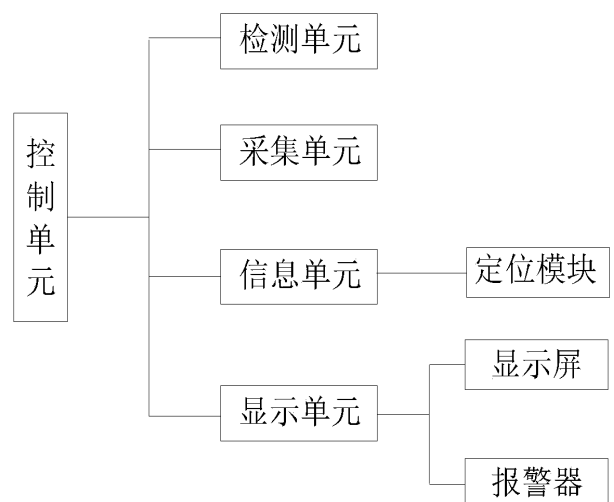 控制单元
检测单元
采集单元
信息单元
定位模块
显示单元
显示屏
报警器